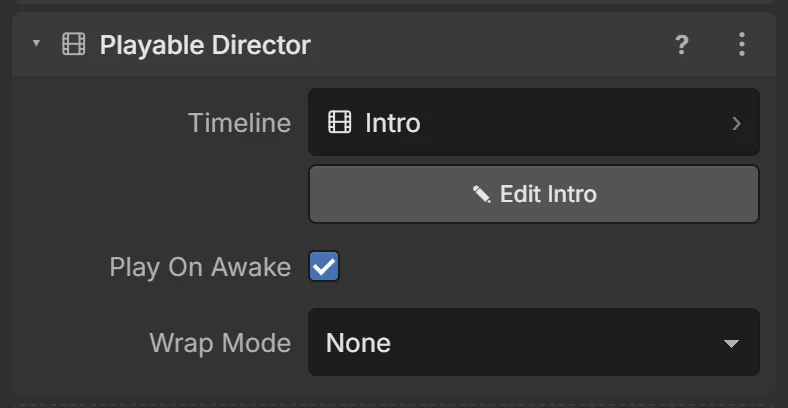 Playable Director ?
Timeline Intro
Edit Intro
Play On Awake
Wrap Mode None